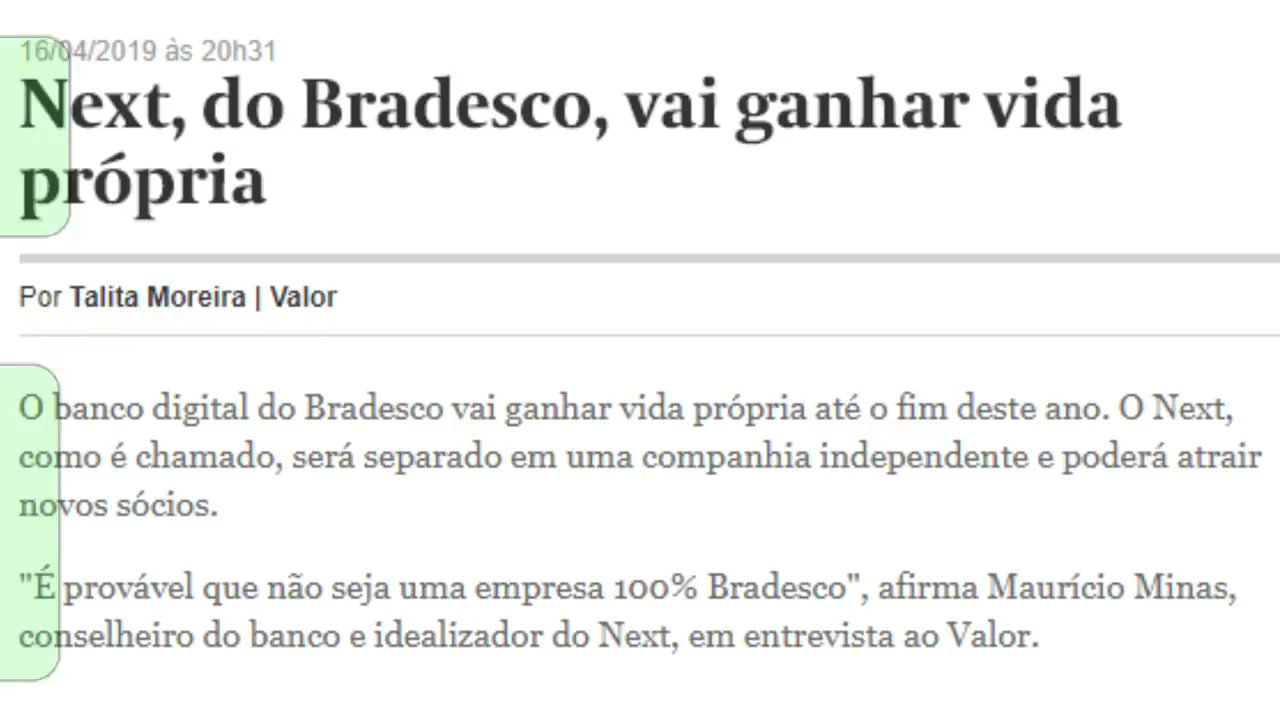 16/04/2019 às 20h31
Next, do Bradesco, vai ganhar vida
própria
Por Talita Moreira | Valor
O banco digital do Bradesco vai ganhar vida própria até o fim deste ano. O Next,
como é chamado, será separado em uma companhia independente e poderá atrair
novos sócios.
"É provável que não seja uma empresa 100% Bradesco", afirma Maurício Minas,
conselheiro do banco e idealizador do Next, em entrevista ao Valor.